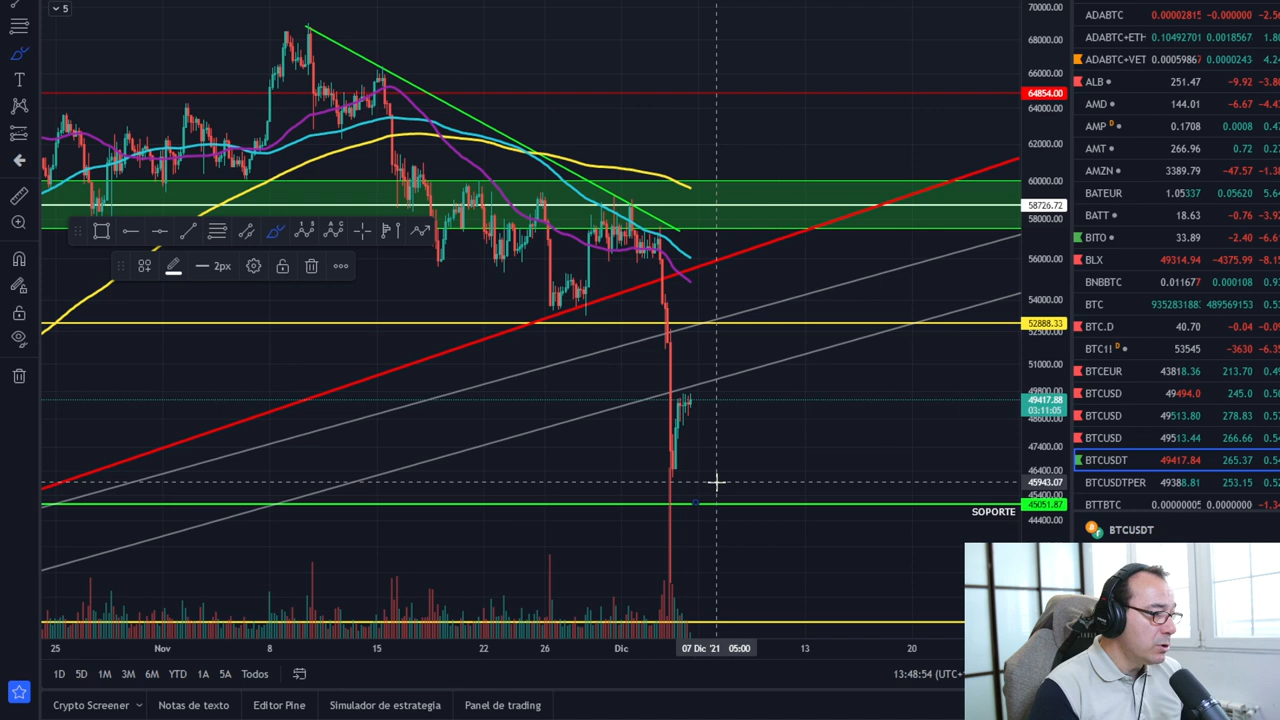 5
2px
70000.00
68000.00
66000.00
64854.00
64000.00
62000.00
60000.00
58726.72
58000.00
56000.00
54000.00
52888.33
52500.00
51000.00
49800.00
49417.88
03:11:05
48600.00
47400.00
46400.00
45943.07
45400.00
45051.87
44400.00
SOPORTE
25
Nov
8
15
22
26
Dic
07 Dic '21 05:00
13
20
1D 5D 1M 3M 6M YTD 1A 5A Todos
13:48:54 (UTC+
Crypto Screener
Notas de texto
Editor Pine
Simulador de estrategia
Panel de trading
ADABTC 0.00002815 -0.000000 -2.5
ADABTC+ETH 0.10492701 0.0018567 1.8
ADABTC+VET 0.00059867 0.0000243 4.2
ALB 251.47 -9.92 -3.8
AMD 144.01 -6.67 -4.4
AMP D 0.1708 0.0008 0.4
AMT 266.96 0.72 0.2
AMZN 3389.79 -47.57 -1.3
BATEUR 1.05337 0.05620 5.6
BATT 18.63 -0.76 -3.9
BITO 33.89 -2.40 -6.6
BLX 49314.94 -4375.99 -8.1
BNBBTC 0.011677 0.000108 0.9
BTC 935283188 489569153 0.5
BTC.D 40.70 -0.04 -0.0
BTC1! D 53545 -3630 -6.3
BTCEUR 43818.36 213.70 0.4
BTCUSD 49494.0 245.0 0.5
BTCUSD 49513.80 278.83 0.5
BTCUSD 49513.44 266.66 0.5
BTCUSDT 49417.84 265.37 0.5
BTCUSDTPER 49388.81 253.15 0.5
BTTBTC 0.0000005 0.0000000 -1.3
BTCUSDT